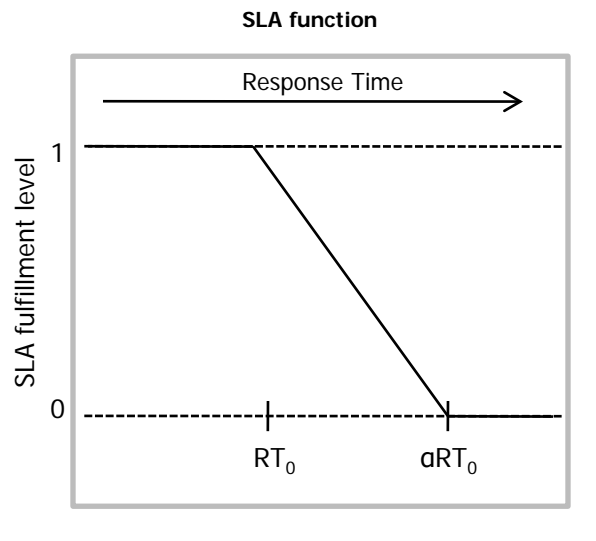 SLA function
Response Time
1
SLA fulfillment level
0
RT₀
αRT₀